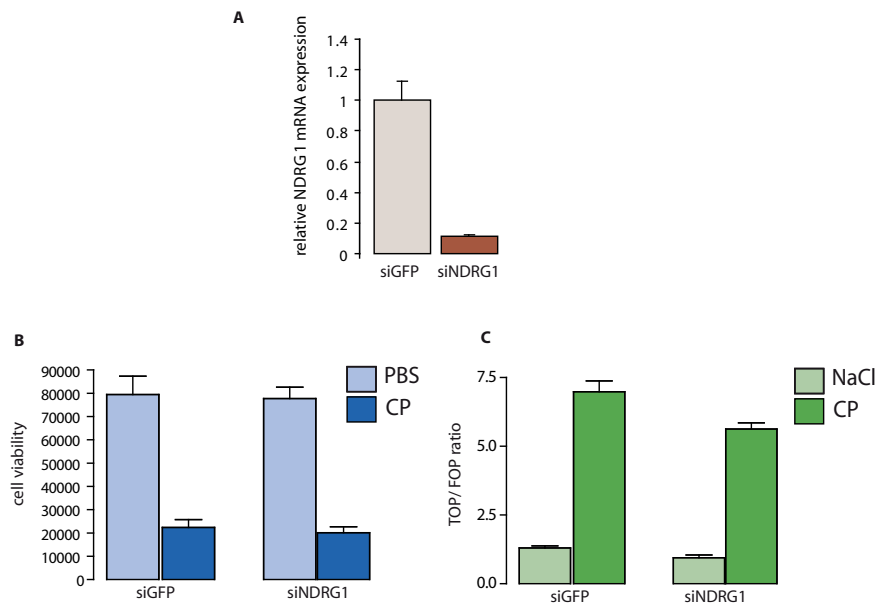 A
relative NDRG 1 mRNA expression
1.4
1.2
1
0.8
0.6
0.4
0.2
0
siGFP
siNDRG1
B
cell viability
90000
80000
70000
60000
50000
40000
30000
20000
10000
0
PBS
CP
siGFP
siNDRG1
C
TOP/ FOP ratio
7.5
5.0
2.5
0.0
NaCl
CP
siGFP
siNDRG1